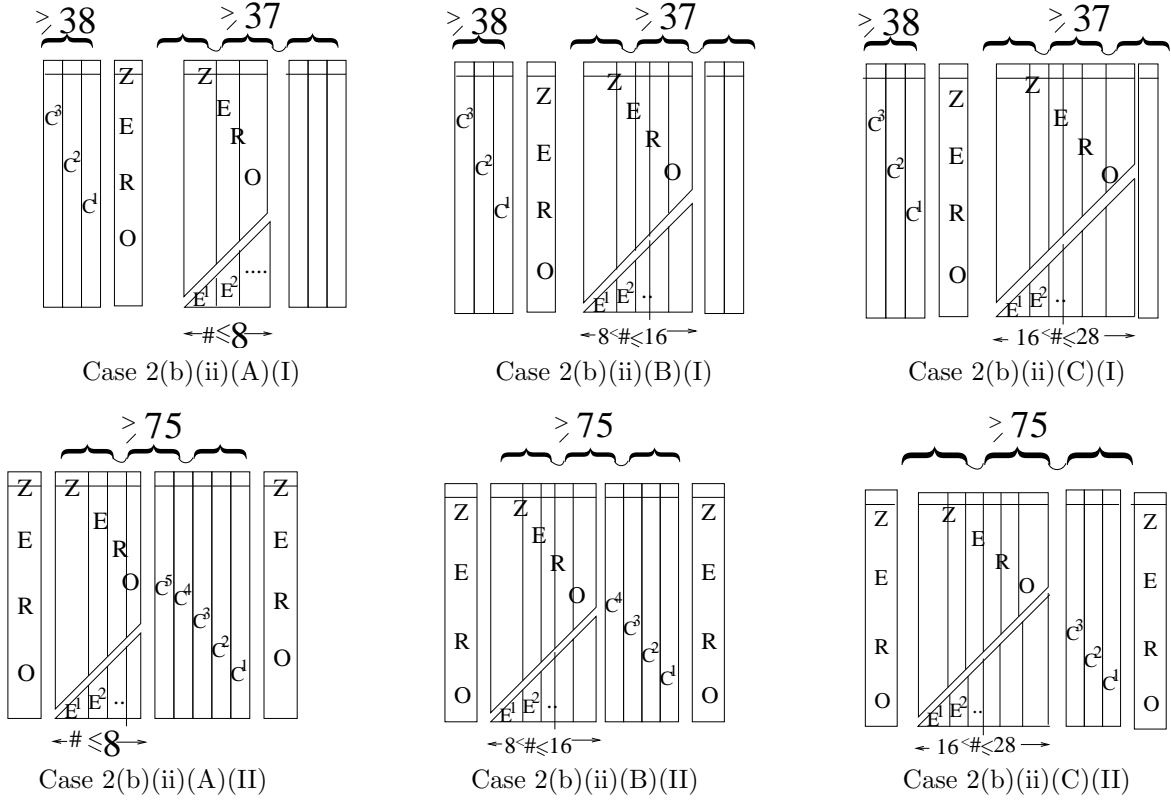 ≥38 ≥37 ≥38 ≥37 ≥38 ≥37
C³ C² C¹ Z E R O Z E R O E¹ E² ....
C³ C² C¹ Z E R O Z E R O E¹ E² ..
C³ C² C¹ Z E R O Z E R O E¹ E² ..
#≤8 8<#≤16 16<#≤28
Case 2(b)(ii)(A)(I) Case 2(b)(ii)(B)(I) Case 2(b)(ii)(C)(I)
≥75 ≥75 ≥75
Z E R O Z E R O E¹ E² .. C⁵ C⁴ C³ C² C¹ Z E R O
Z E R O Z E R O E¹ E² .. C⁴ C³ C² C¹ Z E R O
Z E R O Z E R O E¹ E² .. C³ C² C¹ Z E R O
# ≤8 8<#≤16 16<#≤28
Case 2(b)(ii)(A)(II) Case 2(b)(ii)(B)(II) Case 2(b)(ii)(C)(II)